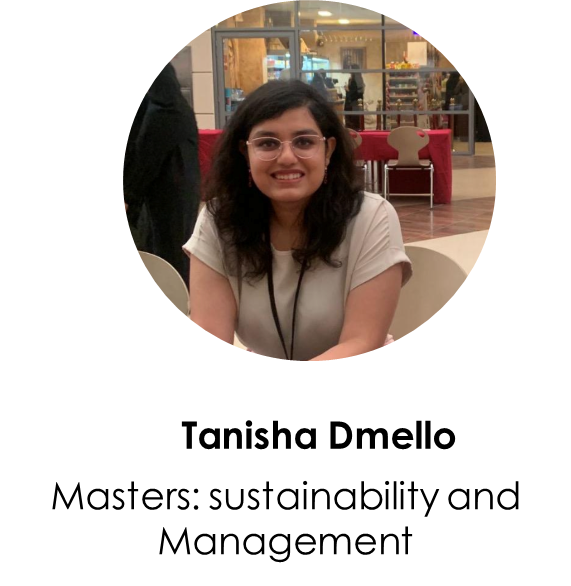 Tanisha Dmello
Masters: sustainability and
Management